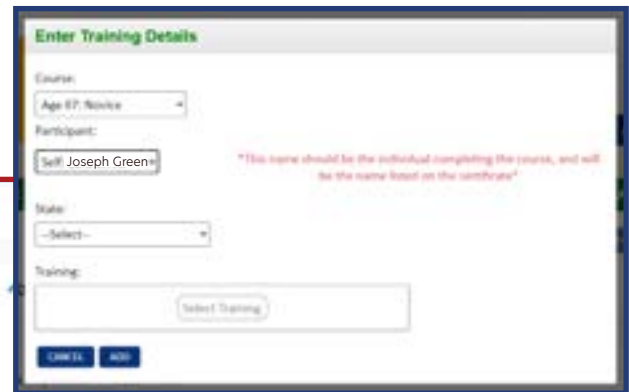 Enter Training Details
Course:
Age 07: Novice
Participant:
Self: Joseph Green
*This name should be the individual completing the course, and will
be the name listed on the certificate*
State:
--Select--
Training:
Select Training
CANCEL ADD